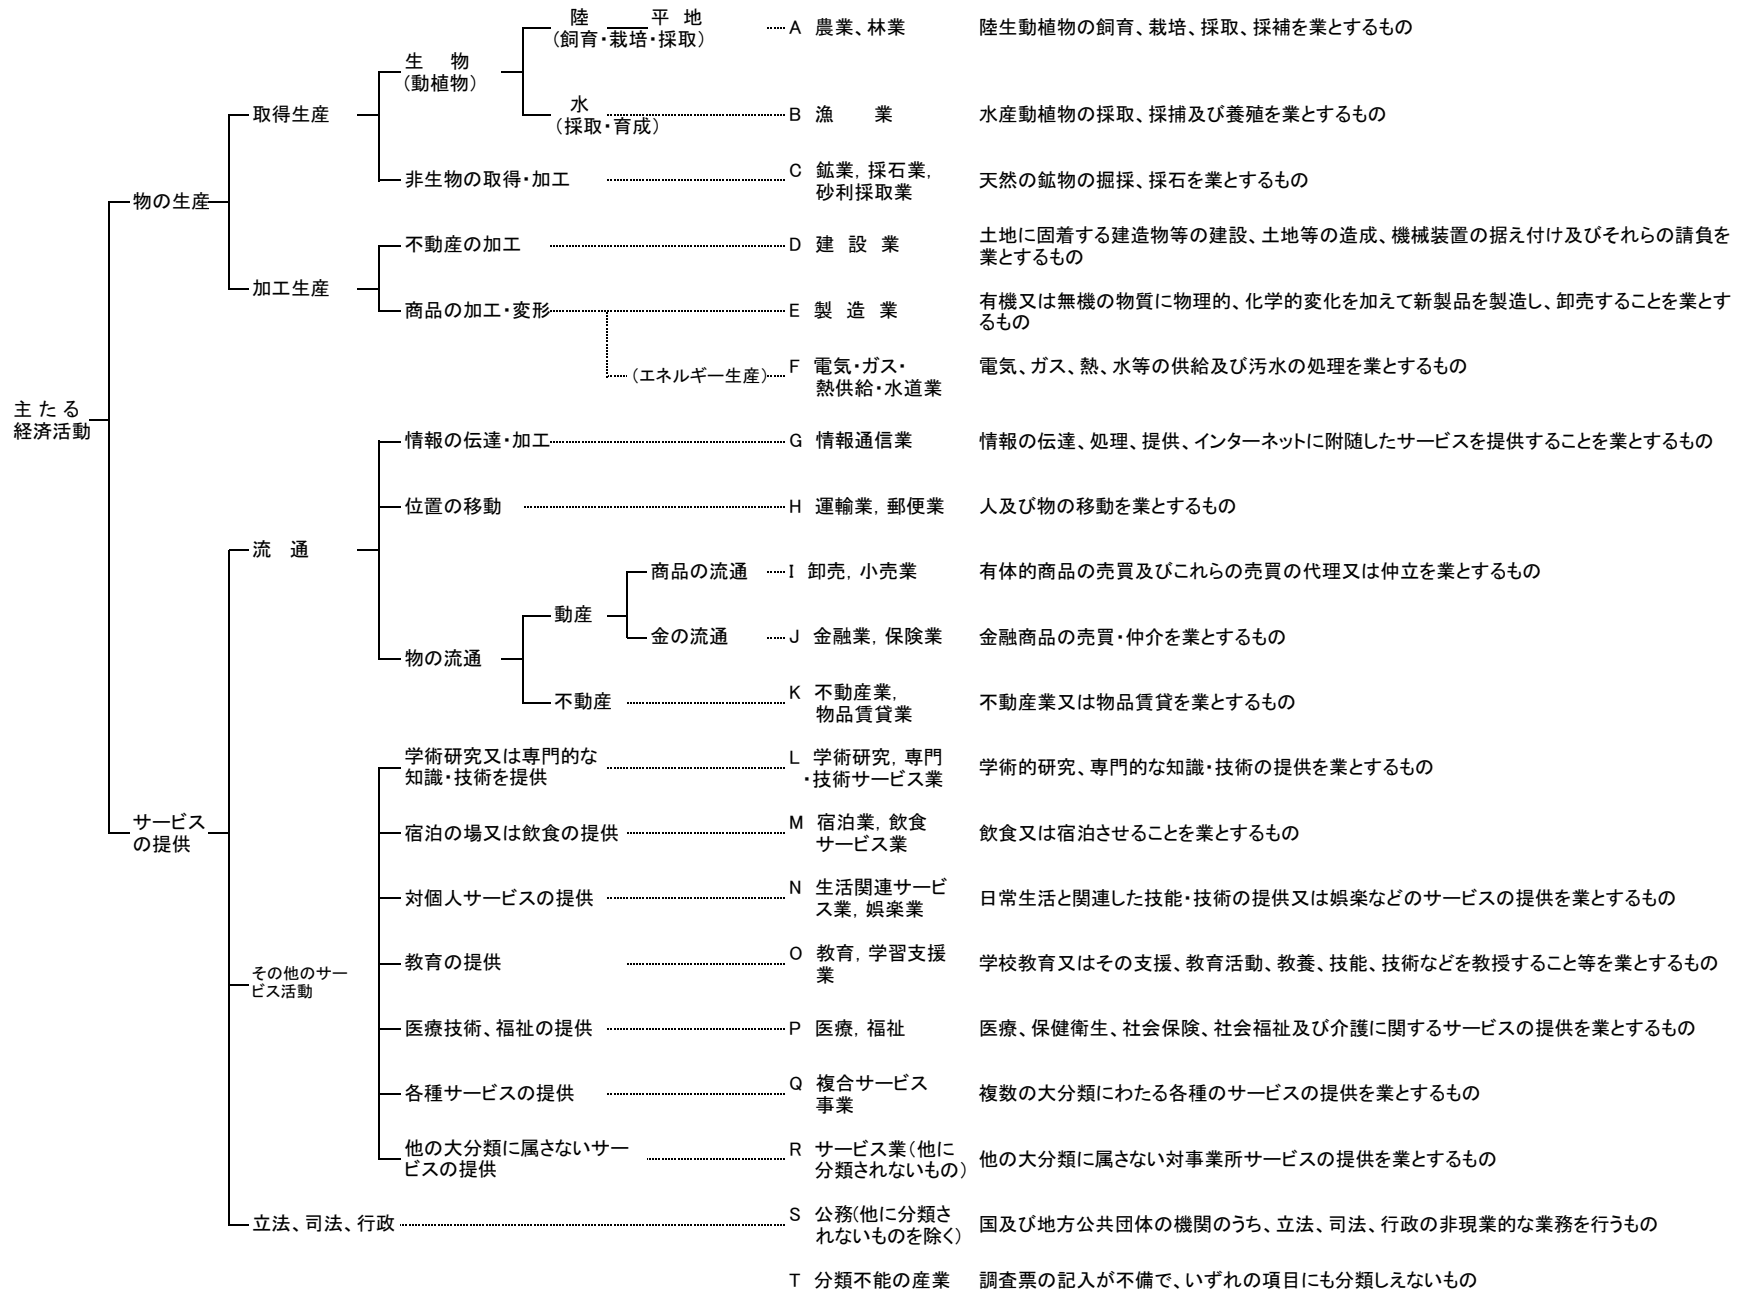 陸　　平　地
(飼育・栽培・採取)
A 農業、林業
陸生動植物の飼育、栽培、採取、採補を業とするもの
生　物
(動植物)
水
(採取・育成)
B 漁　業
水産動植物の採取、採捕及び養殖を業とするもの
取得生産
非生物の取得・加工
C 鉱業, 採石業,
砂利採取業
天然の鉱物の掘採、採石を業とするもの
物の生産
不動産の加工
D 建 設 業
土地に固着する建造物等の建設、土地等の造成、機械装置の据え付け及びそれらの請負を
業とするもの
加工生産
商品の加工・変形
E 製 造 業
有機又は無機の物質に物理的、化学的変化を加えて新製品を製造し、卸売することを業とす
るもの
(エネルギー生産)
F 電気・ガス・
熱供給・水道業
電気、ガス、熱、水等の供給及び汚水の処理を業とするもの
主 た る
経済活動
情報の伝達・加工
G 情報通信業
情報の伝達、処理、提供、インターネットに附随したサービスを提供することを業とするもの
位置の移動
H 運輸業, 郵便業
人及び物の移動を業とするもの
流　通
商品の流通
I 卸売, 小売業
有体的商品の売買及びこれらの売買の代理又は仲立を業とするもの
動産
金の流通
J 金融業, 保険業
金融商品の売買・仲介を業とするもの
物の流通
不動産
K 不動産業,
物品賃貸業
不動産業又は物品賃貸を業とするもの
学術研究又は専門的な
知識・技術を提供
L 学術研究, 専門
・技術サービス業
学術的研究、専門的な知識・技術の提供を業とするもの
サービス
の提供
宿泊の場又は飲食の提供
M 宿泊業, 飲食
サービス業
飲食又は宿泊させることを業とするもの
対個人サービスの提供
N 生活関連サービ
ス業, 娯楽業
日常生活と関連した技能・技術の提供又は娯楽などのサービスの提供を業とするもの
その他のサー
ビス活動
教育の提供
O 教育, 学習支援
業
学校教育又はその支援、教育活動、教養、技能、技術などを教授すること等を業とするもの
医療技術、福祉の提供
P 医療, 福祉
医療、保健衛生、社会保険、社会福祉及び介護に関するサービスの提供を業とするもの
各種サービスの提供
Q 複合サービス
事業
複数の大分類にわたる各種のサービスの提供を業とするもの
他の大分類に属さないサー
ビスの提供
R サービス業(他に
分類されないもの)
他の大分類に属さない対事業所サービスの提供を業とするもの
立法、司法、行政
S 公務(他に分類さ
れないものを除く)
国及び地方公共団体の機関のうち、立法、司法、行政の非現業的な業務を行うもの
T 分類不能の産業
調査票の記入が不備で、いずれの項目にも分類しえないもの